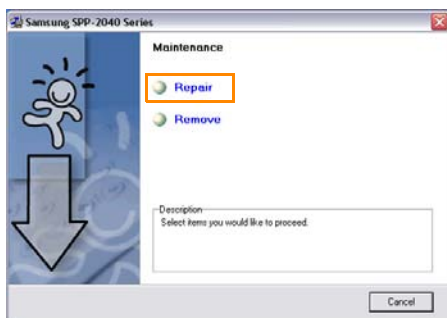 Samsung SPP-2040 Series
Maintenance
Repair
Remove
Description
Select items you would like to proceed.
Cancel